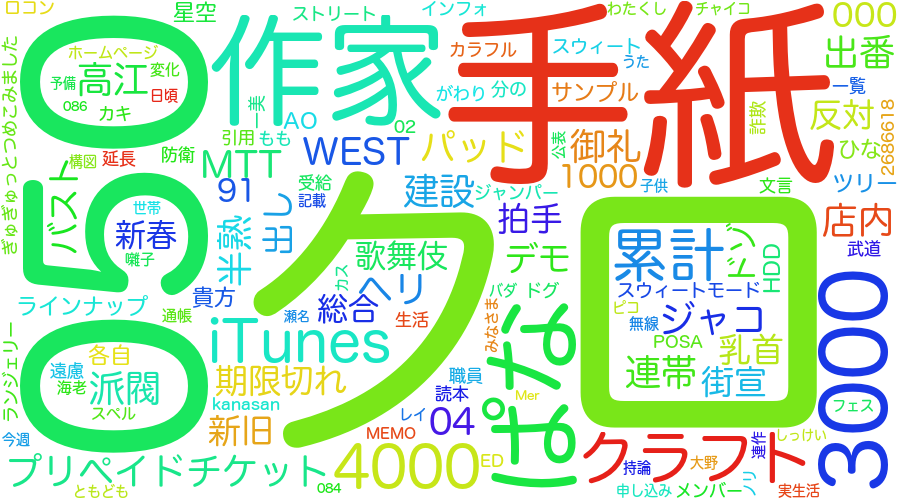 ロコン
星空
ストリート
インフォ
わたくし
チャイコ
000
ホームページ
作家
手紙
カラフル
スウィート
うた
出番
高江
変化
予備
日頃
086
カキ
一美
AO
02
がわり
分の
サンプル
一覧
詐欺
反対
2686618
ぎゅぎゅっとつめこみました
050
構図
延長
防衛
引用
もも
MTT
WEST
パッド
御礼
公表
1000
ひな
バスト
91
受給
記載
建設
ジャンパー
子供
文言
ツリー
世帯
新春
囃子
半熟
出し
ク
拍手
口
累計
ドン
HDD
店内
武道
歌舞伎
デモ
ラインナップ
通帳
貴方
瀬名
カス
ヘリ
総合
生活
みなさま
バダ
ドグ
スウィートモード
ピコ
無線
ジャコ
3000
ランジェリー
iTunes
ぱな
POSA
乳首
遠慮
各自
海老
派閥
スペル
期限切れ
kanasan
職員
読本
レイ
Mer
連帯
街宣
フェス
今週
新旧
MEMO
04
クラフト
連作
しっけい
プリペイドチケット
4000
ED
持論
大野
ノリ
ともども
084
申し込み
メンバー
実生活